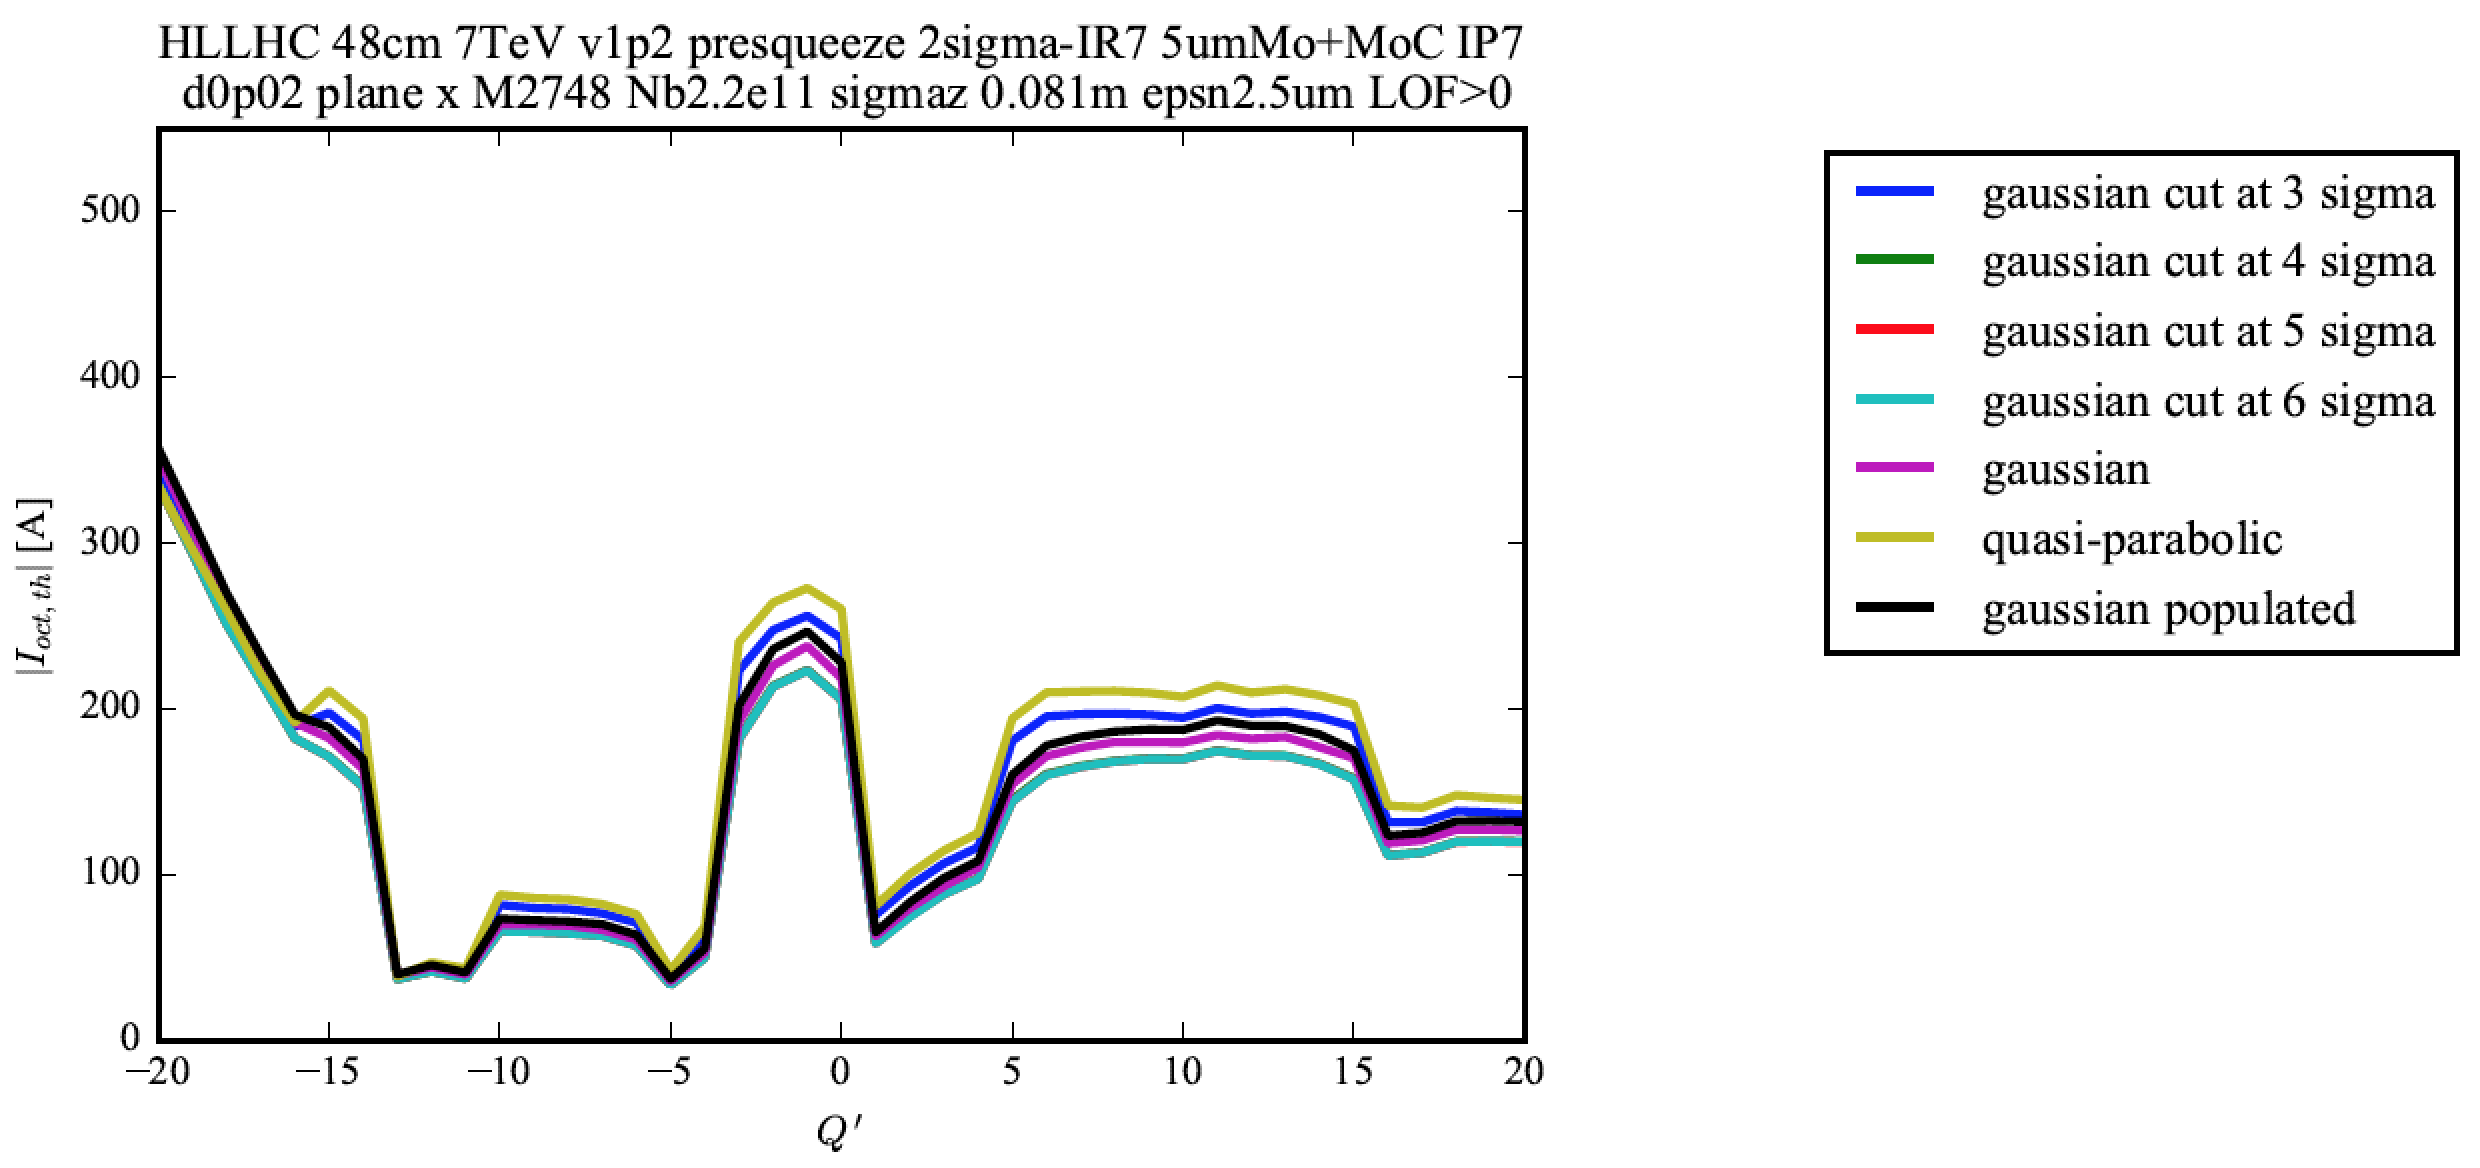 HLLHC 48cm 7TeV v1p2 presqueeze 2sigma-IR7 5umMo+MoC IP7
d0p02 plane x M2748 Nb2.2e11 sigmaz 0.081m epsn2.5um LOF>0
500
400
300
200
100
0
|I_{oct, th}| [A]
−20
−15
−10
−5
0
5
10
15
20
Q′
gaussian cut at 3 sigma
gaussian cut at 4 sigma
gaussian cut at 5 sigma
gaussian cut at 6 sigma
gaussian
quasi-parabolic
gaussian populated